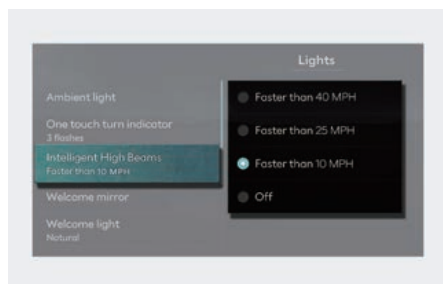 Lights
Ambient light
One touch turn indicator
3 flashes
Intelligent High Beams
Faster than 10 MPH
Welcome mirror
Welcome light
Natural
Faster than 40 MPH
Faster than 25 MPH
Faster than 10 MPH
Off